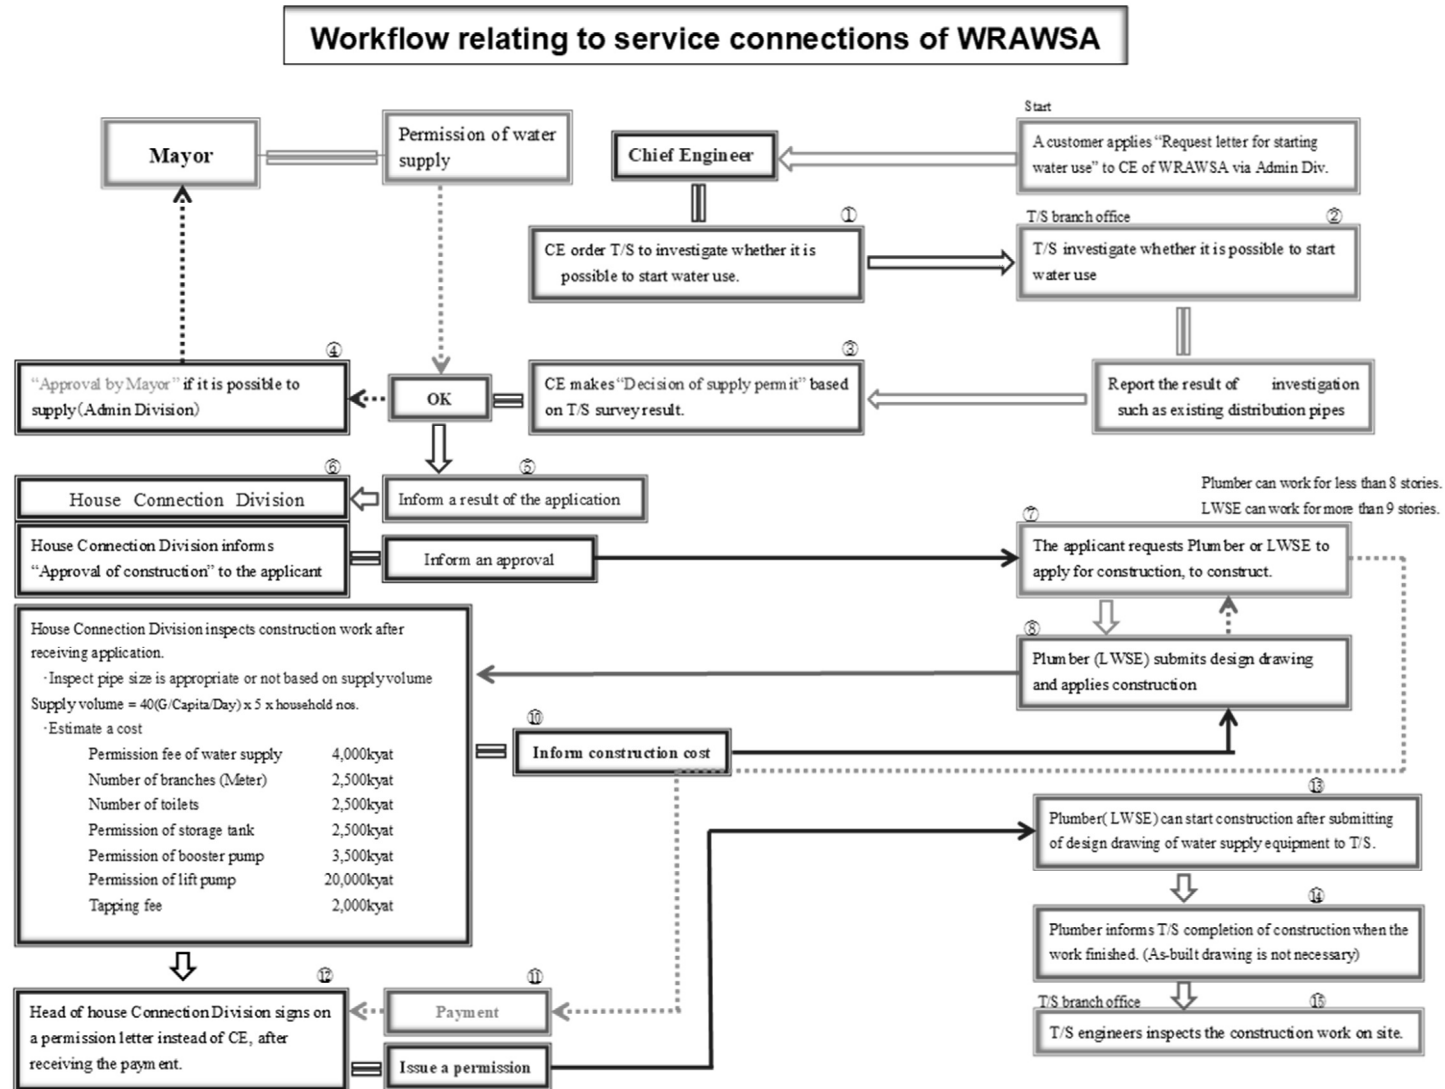 Workflow relating to service connections of WRAWSA
Start
Mayor
Permission of water
supply
Chief Engineer
A customer applies “Request letter for starting
water use” to CE of WRAWSA via Admin Div.
①
T/S branch office
②
CE order T/S to investigate whether it is
possible to start water use.
T/S investigate whether it is possible to start
water use
④
“Approval by Mayor” if it is possible to
supply(Admin Division)
OK
③
CE makes “Decision of supply permit” based
on T/S survey result.
Report the result of investigation
such as existing distribution pipes
⑥
House Connection Division
⑤
Inform a result of the application
Plumber can work for less than 8 stories.
LWSE can work for more than 9 stories.
House Connection Division informs
“Approval of construction” to the applicant
Inform an approval
⑦
The applicant requests Plumber or LWSE to
apply for construction, to construct.
House Connection Division inspects construction work after
receiving application.
·Inspect pipe size is appropriate or not based on supply volume
Supply volume = 40(G/Capita/Day) x 5 x household nos.
·Estimate a cost
Permission fee of water supply 4,000kyat
Number of branches (Meter) 2,500kyat
Number of toilets 2,500kyat
Permission of storage tank 2,500kyat
Permission of booster pump 3,500kyat
Permission of lift pump 20,000kyat
Tapping fee 2,000kyat
⑧
Plumber (LWSE) submits design drawing
and applies construction
⑩
Inform construction cost
⑬
Plumber( LWSE) can start construction after submitting
of design drawing of water supply equipment to T/S.
⑭
Plumber informs T/S completion of construction when the
work finished. (As-built drawing is not necessary)
⑫
Head of house Connection Division signs on
a permission letter instead of CE, after
receiving the payment.
⑪
Payment
Issue a permission
T/S branch office
⑮
T/S engineers inspects the construction work on site.